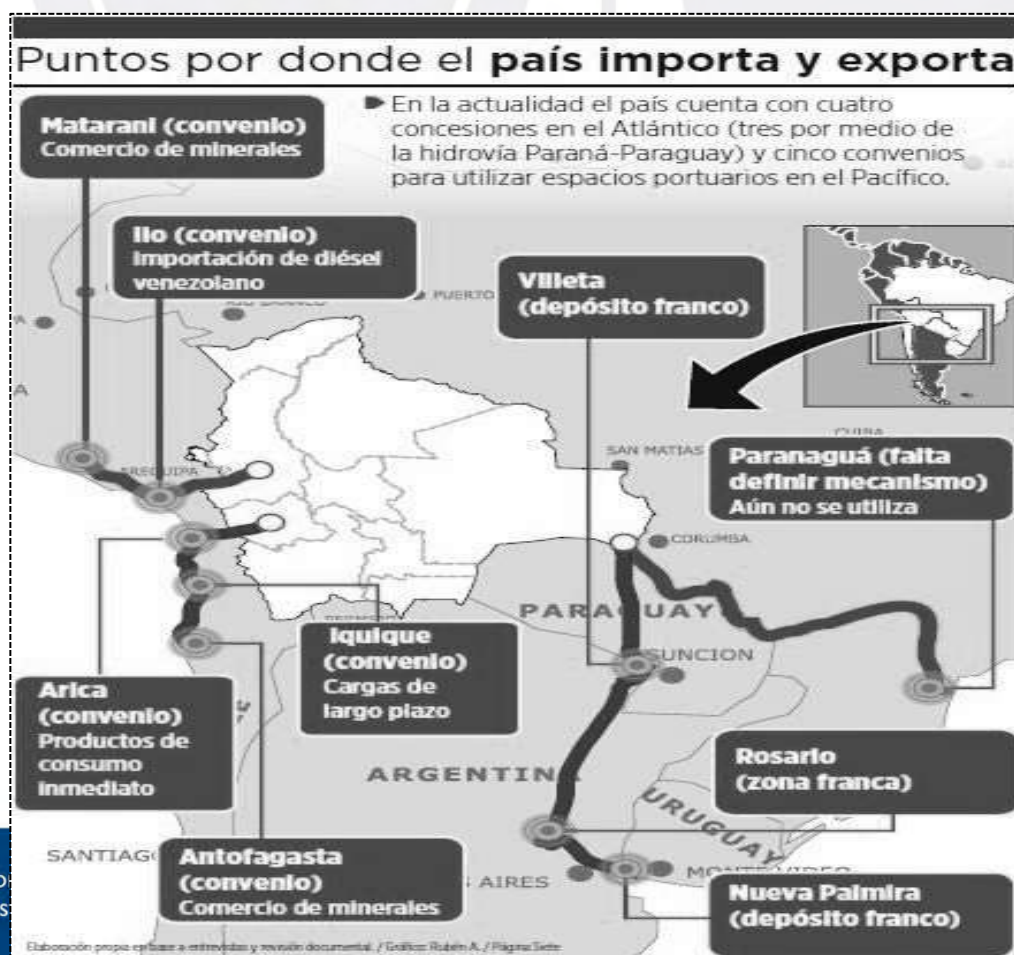 Puntos por donde el país importa y exporta
En la actualidad el país cuenta con cuatro
concesiones en el Atlántico (tres por medio de
la hidrovía Paraná-Paraguay) y cinco convenios
para utilizar espacios portuarios en el Pacífico.
Matarani (convenio)
Comercio de minerales
Ilo (convenio)
Importación de diésel
venezolano
PUERTO
Villeta
(depósito franco)
SAN MATIAS
Paranaguá (falta
definir mecanismo)
Aún no se utiliza
AREQUIPA
CORUMBA
PARAGUAY
SUNCION
Iquique
(convenio)
Cargas de
largo plazo
Arica
(convenio)
Productos de
consumo
inmediato
ARGENTINA
Rosario
(zona franca)
URUGUAY
SANTIAGO
Antofagasta
(convenio)
Comercio de minerales
AIRES
Nueva Palmira
(depósito franco)
Elaboración propia en base a entrevistas y revisión documental. / Gráfico: Rubén A. / Página Siete